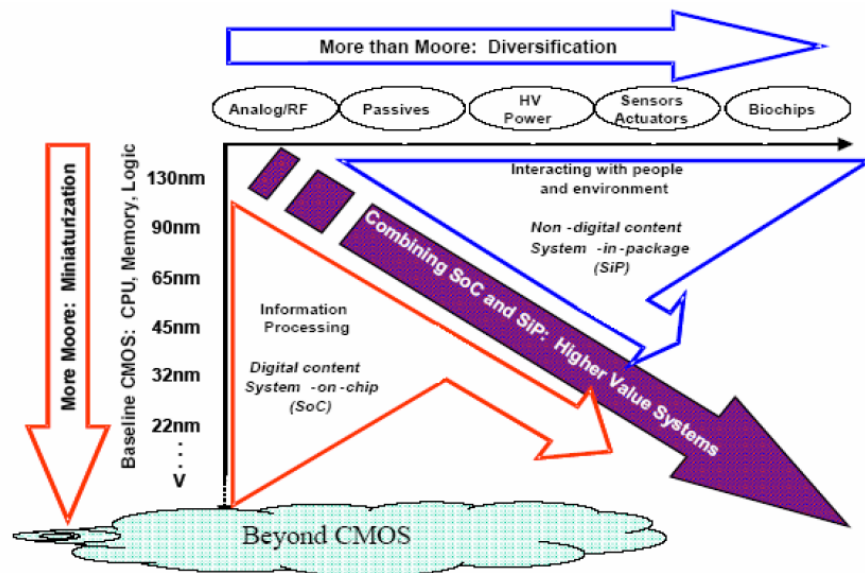 More than Moore: Diversification
Analog/RF
Passives
HV
Power
Sensors
Actuators
Biochips
More Moore: Miniaturization
Baseline CMOS: CPU, Memory, Logic
130nm
90nm
65nm
45nm
32nm
22nm
V
Interacting with people
and environment
Non -digital content
System -in-package
(SiP)
Combining SoC and SiP: Higher Value Systems
Information
Processing
Digital content
System -on-chip
(SoC)
Beyond CMOS